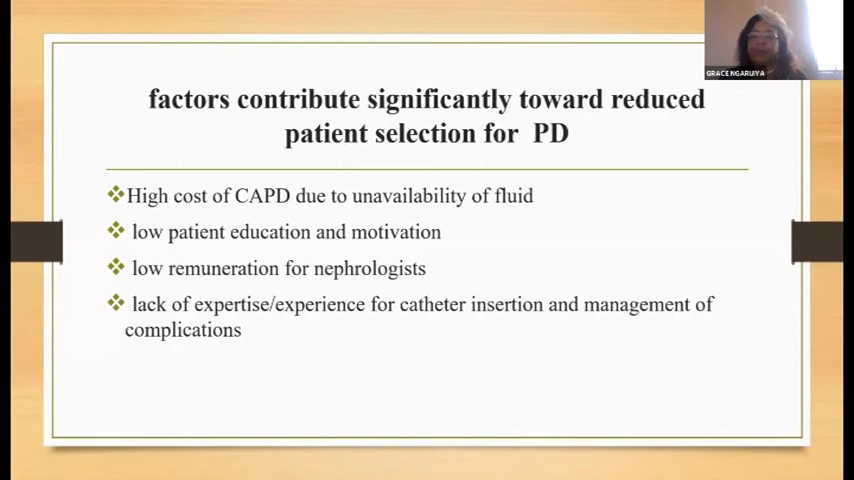 GRACE NGARUIYA
factors contribute significantly toward reduced
patient selection for PD
High cost of CAPD due to unavailability of fluid
low patient education and motivation
low remuneration for nephrologists
lack of expertise/experience for catheter insertion and management of
complications